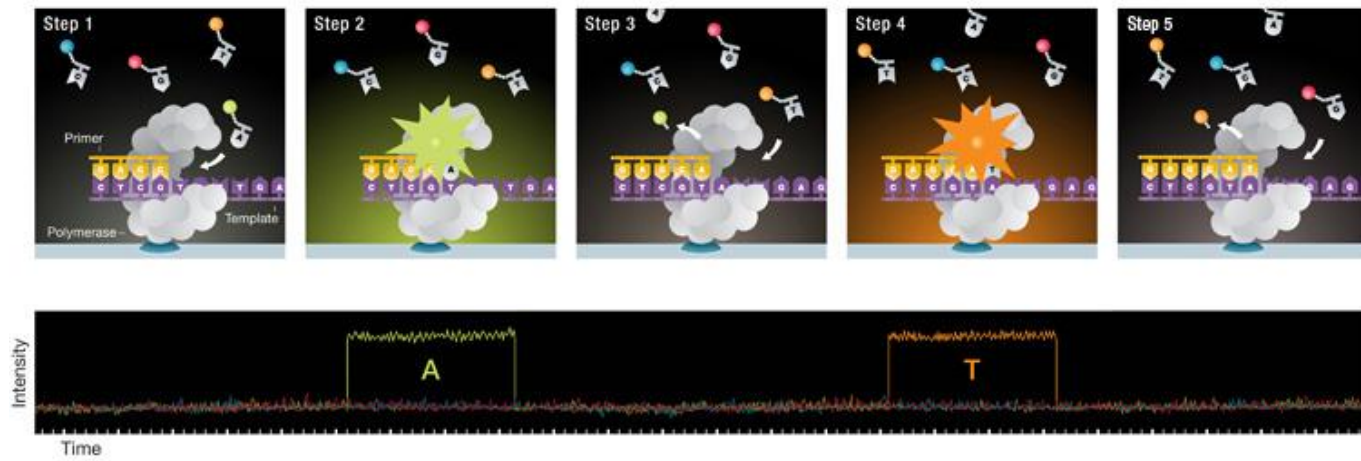 Step 1
Step 2
Step 3
Step 4
Step 5
C
G
T
A
C
G
T
A
C
G
T
A
T
C
G
A
C
G
Primer
Template
Polymerase
C T C G T
T G A
C T C G T
T G A
C T C G T A
G A G
C T C G T A
G A G
C T C G T A
G A G
Intensity
A
T
Time